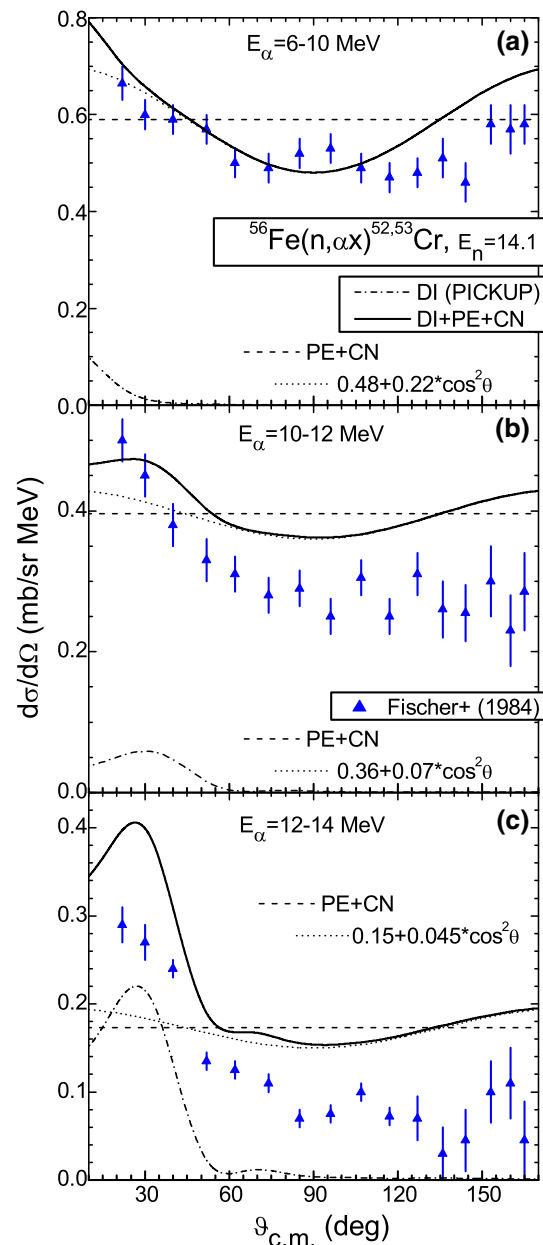 E_α=6-10 MeV
(a)
0.8
0.6
0.4
0.2
0.0
⁵⁶Fe(n,αx)⁵²,⁵³Cr, E_n=14.1
DI (PICKUP)
DI+PE+CN
PE+CN
0.48+0.22*cos²θ
E_α=10-12 MeV
(b)
0.4
0.2
0.0
Fischer+ (1984)
PE+CN
0.36+0.07*cos²θ
dσ/dΩ (mb/sr MeV)
E_α=12-14 MeV
(c)
0.4
0.3
0.2
0.1
0.0
PE+CN
0.15+0.045*cos²θ
30 60 90 120 150
ϑ_c.m. (deg)